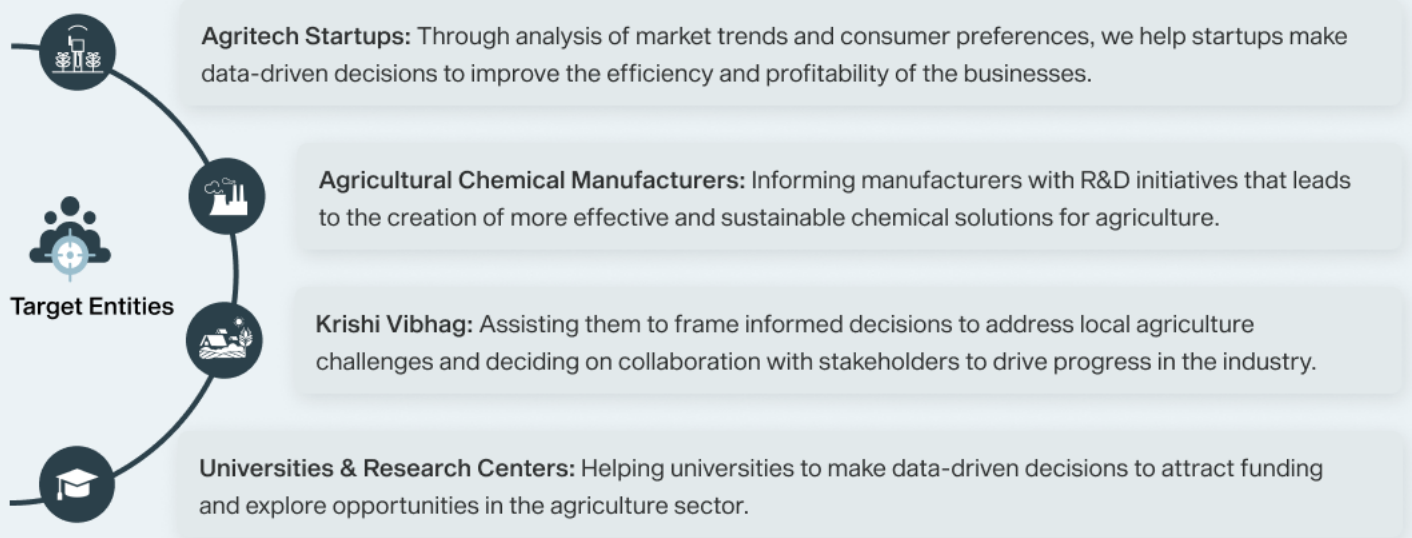 Agritech Startups: Through analysis of market trends and consumer preferences, we help startups make
data-driven decisions to improve the efficiency and profitability of the businesses.
Agricultural Chemical Manufacturers: Informing manufacturers with R&D initiatives that leads
to the creation of more effective and sustainable chemical solutions for agriculture.
Target Entities
Krishi Vibhag: Assisting them to frame informed decisions to address local agriculture
challenges and deciding on collaboration with stakeholders to drive progress in the industry.
Universities & Research Centers: Helping universities to make data-driven decisions to attract funding
and explore opportunities in the agriculture sector.